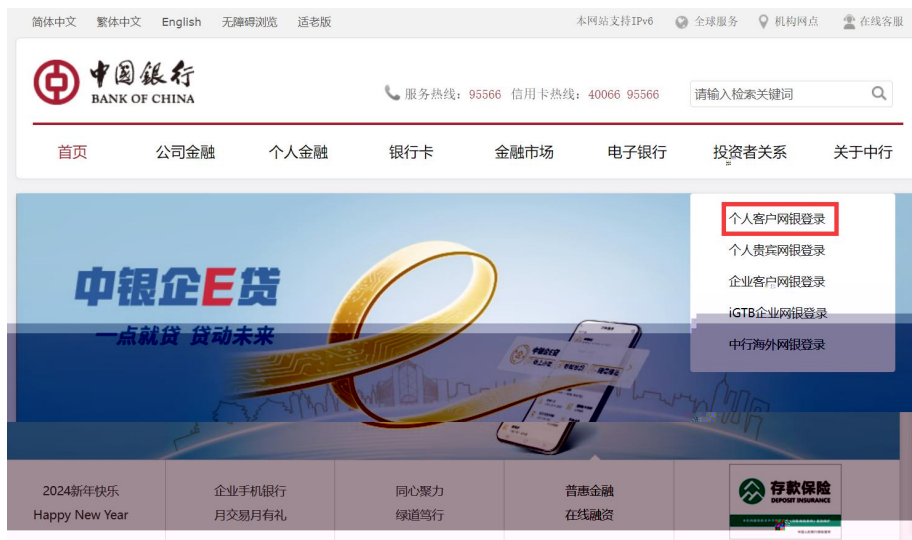 简体中文 繁体中文 English 无障碍浏览 适老版 本网站支持IPv6 全球服务 机构网点 在线客服
中国银行
BANK OF CHINA
服务热线：95566 信用卡热线：40066 95566 请输入检索关键词
首页 公司金融 个人金融 银行卡 金融市场 电子银行 投资者关系 关于中行
个人客户网银登录
个人贵宾网银登录
企业客户网银登录
iGTB企业网银登录
中行海外网银登录
中银企E贷
一点就贷 贷动未来
中银企E贷
2024新年快乐 企业手机银行 同心聚力 普惠金融
Happy New Year 月交易月有礼 绿道笃行 在线融资
存款保险
DEPOSIT INSURANCE